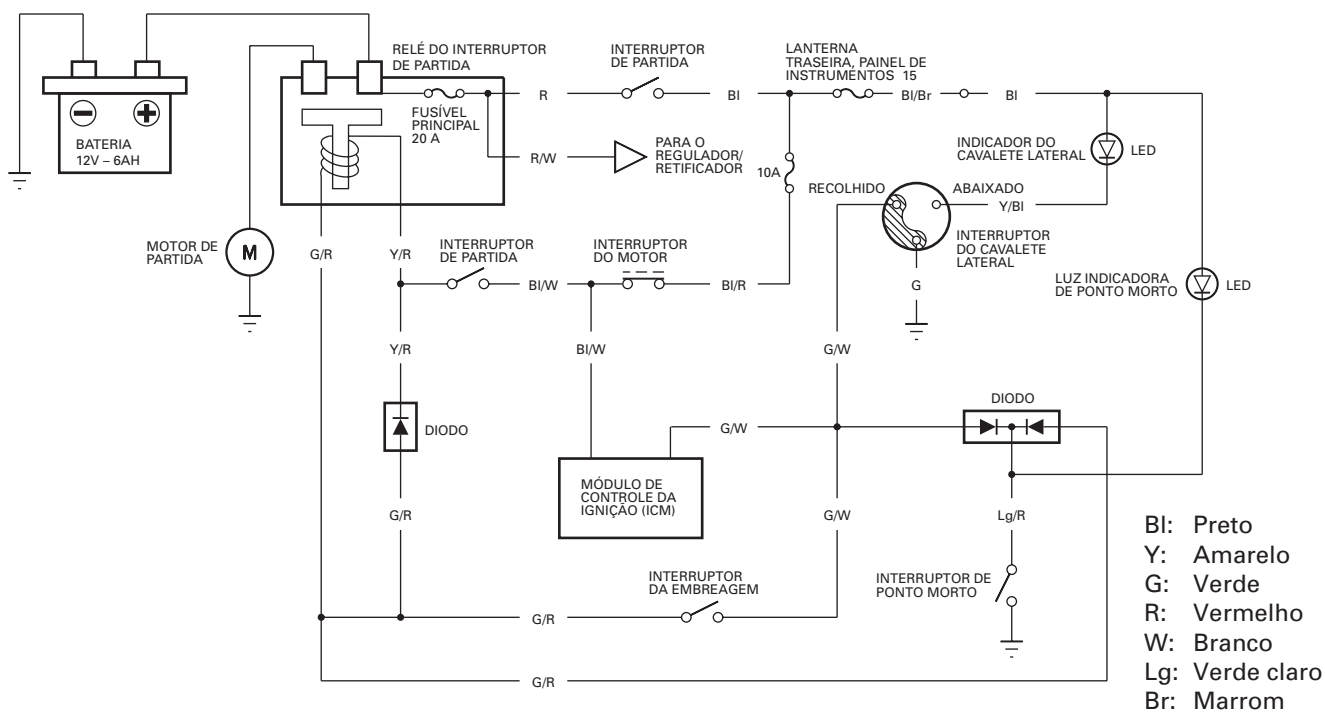 RELÉ DO INTERRUPTOR
DE PARTIDA
INTERRUPTOR
DE PARTIDA
LANTERNA
TRASEIRA, PAINEL DE
INSTRUMENTOS 15
R
Bl
Bl/Br
Bl
FUSÍVEL
PRINCIPAL
20 A
BATERIA
12V – 6AH
R/W
PARA O
REGULADOR/
RETIFICADOR
10A
INDICADOR DO
CAVALETE LATERAL
LED
RECOLHIDO
ABAIXADO
Y/Bl
INTERRUPTOR
DO CAVALETE
LATERAL
MOTOR DE
PARTIDA
M
G/R
Y/R
INTERRUPTOR
DE PARTIDA
Bl/W
INTERRUPTOR
DO MOTOR
Bl/R
G
LUZ INDICADORA
DE PONTO MORTO
LED
Y/R
Bl/W
G/W
DIODO
DIODO
G/W
MÓDULO DE
CONTROLE DA
IGNIÇÃO (ICM)
G/R
G/W
Lg/R
INTERRUPTOR
DA EMBREAGEM
INTERRUPTOR DE
PONTO MORTO
G/R
G/R
Bl: Preto
Y: Amarelo
G: Verde
R: Vermelho
W: Branco
Lg: Verde claro
Br: Marrom